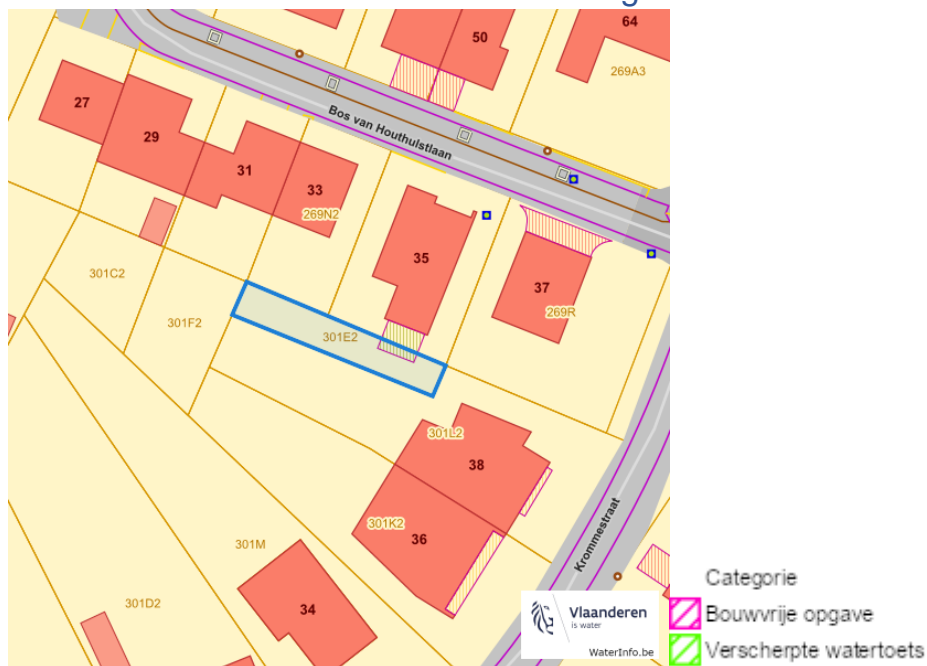 50
64
269A3
Bos van Houthulstlaan
27
29
31
33
269N2
35
37
269R
301C2
301F2
301E2
301L2
38
301K2
36
Krommestraat
301M
34
301D2
Vlaanderen
is water
WaterInfo.be
Categorie
Bouwvrije opgave
Verscherpte watertoets